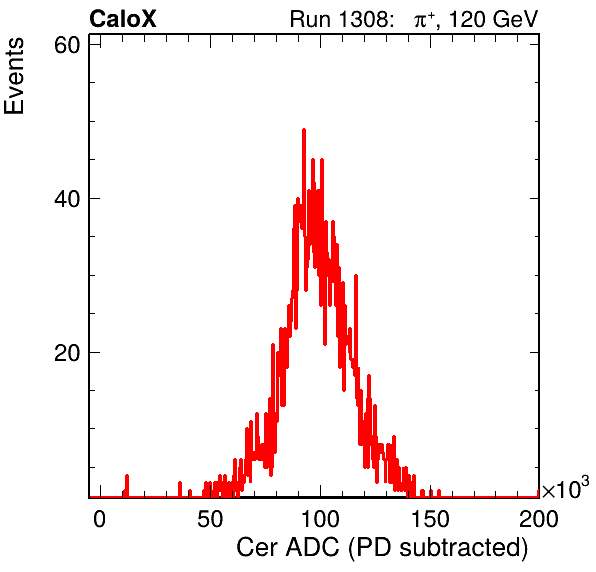 CaloX Run 1308: π⁺, 120 GeV
Events
60
40
20
0 50 100 150 200 ×10³
Cer ADC (PD subtracted)